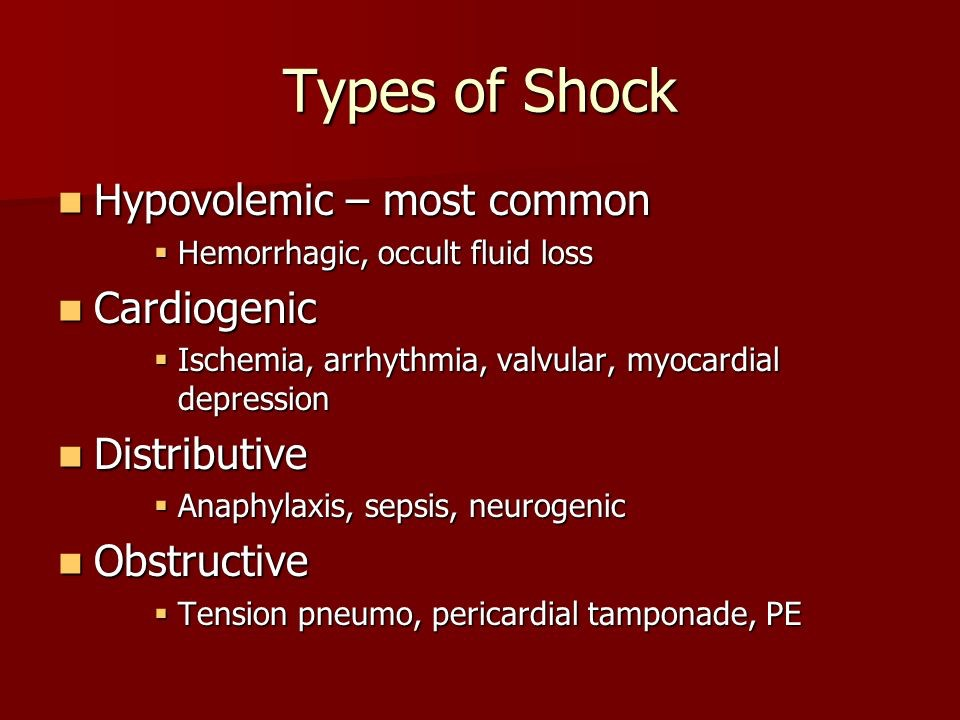 Types of Shock
Hypovolemic – most common
Hemorrhagic, occult fluid loss
Cardiogenic
Ischemia, arrhythmia, valvular, myocardial
depression
Distributive
Anaphylaxis, sepsis, neurogenic
Obstructive
Tension pneumo, pericardial tamponade, PE